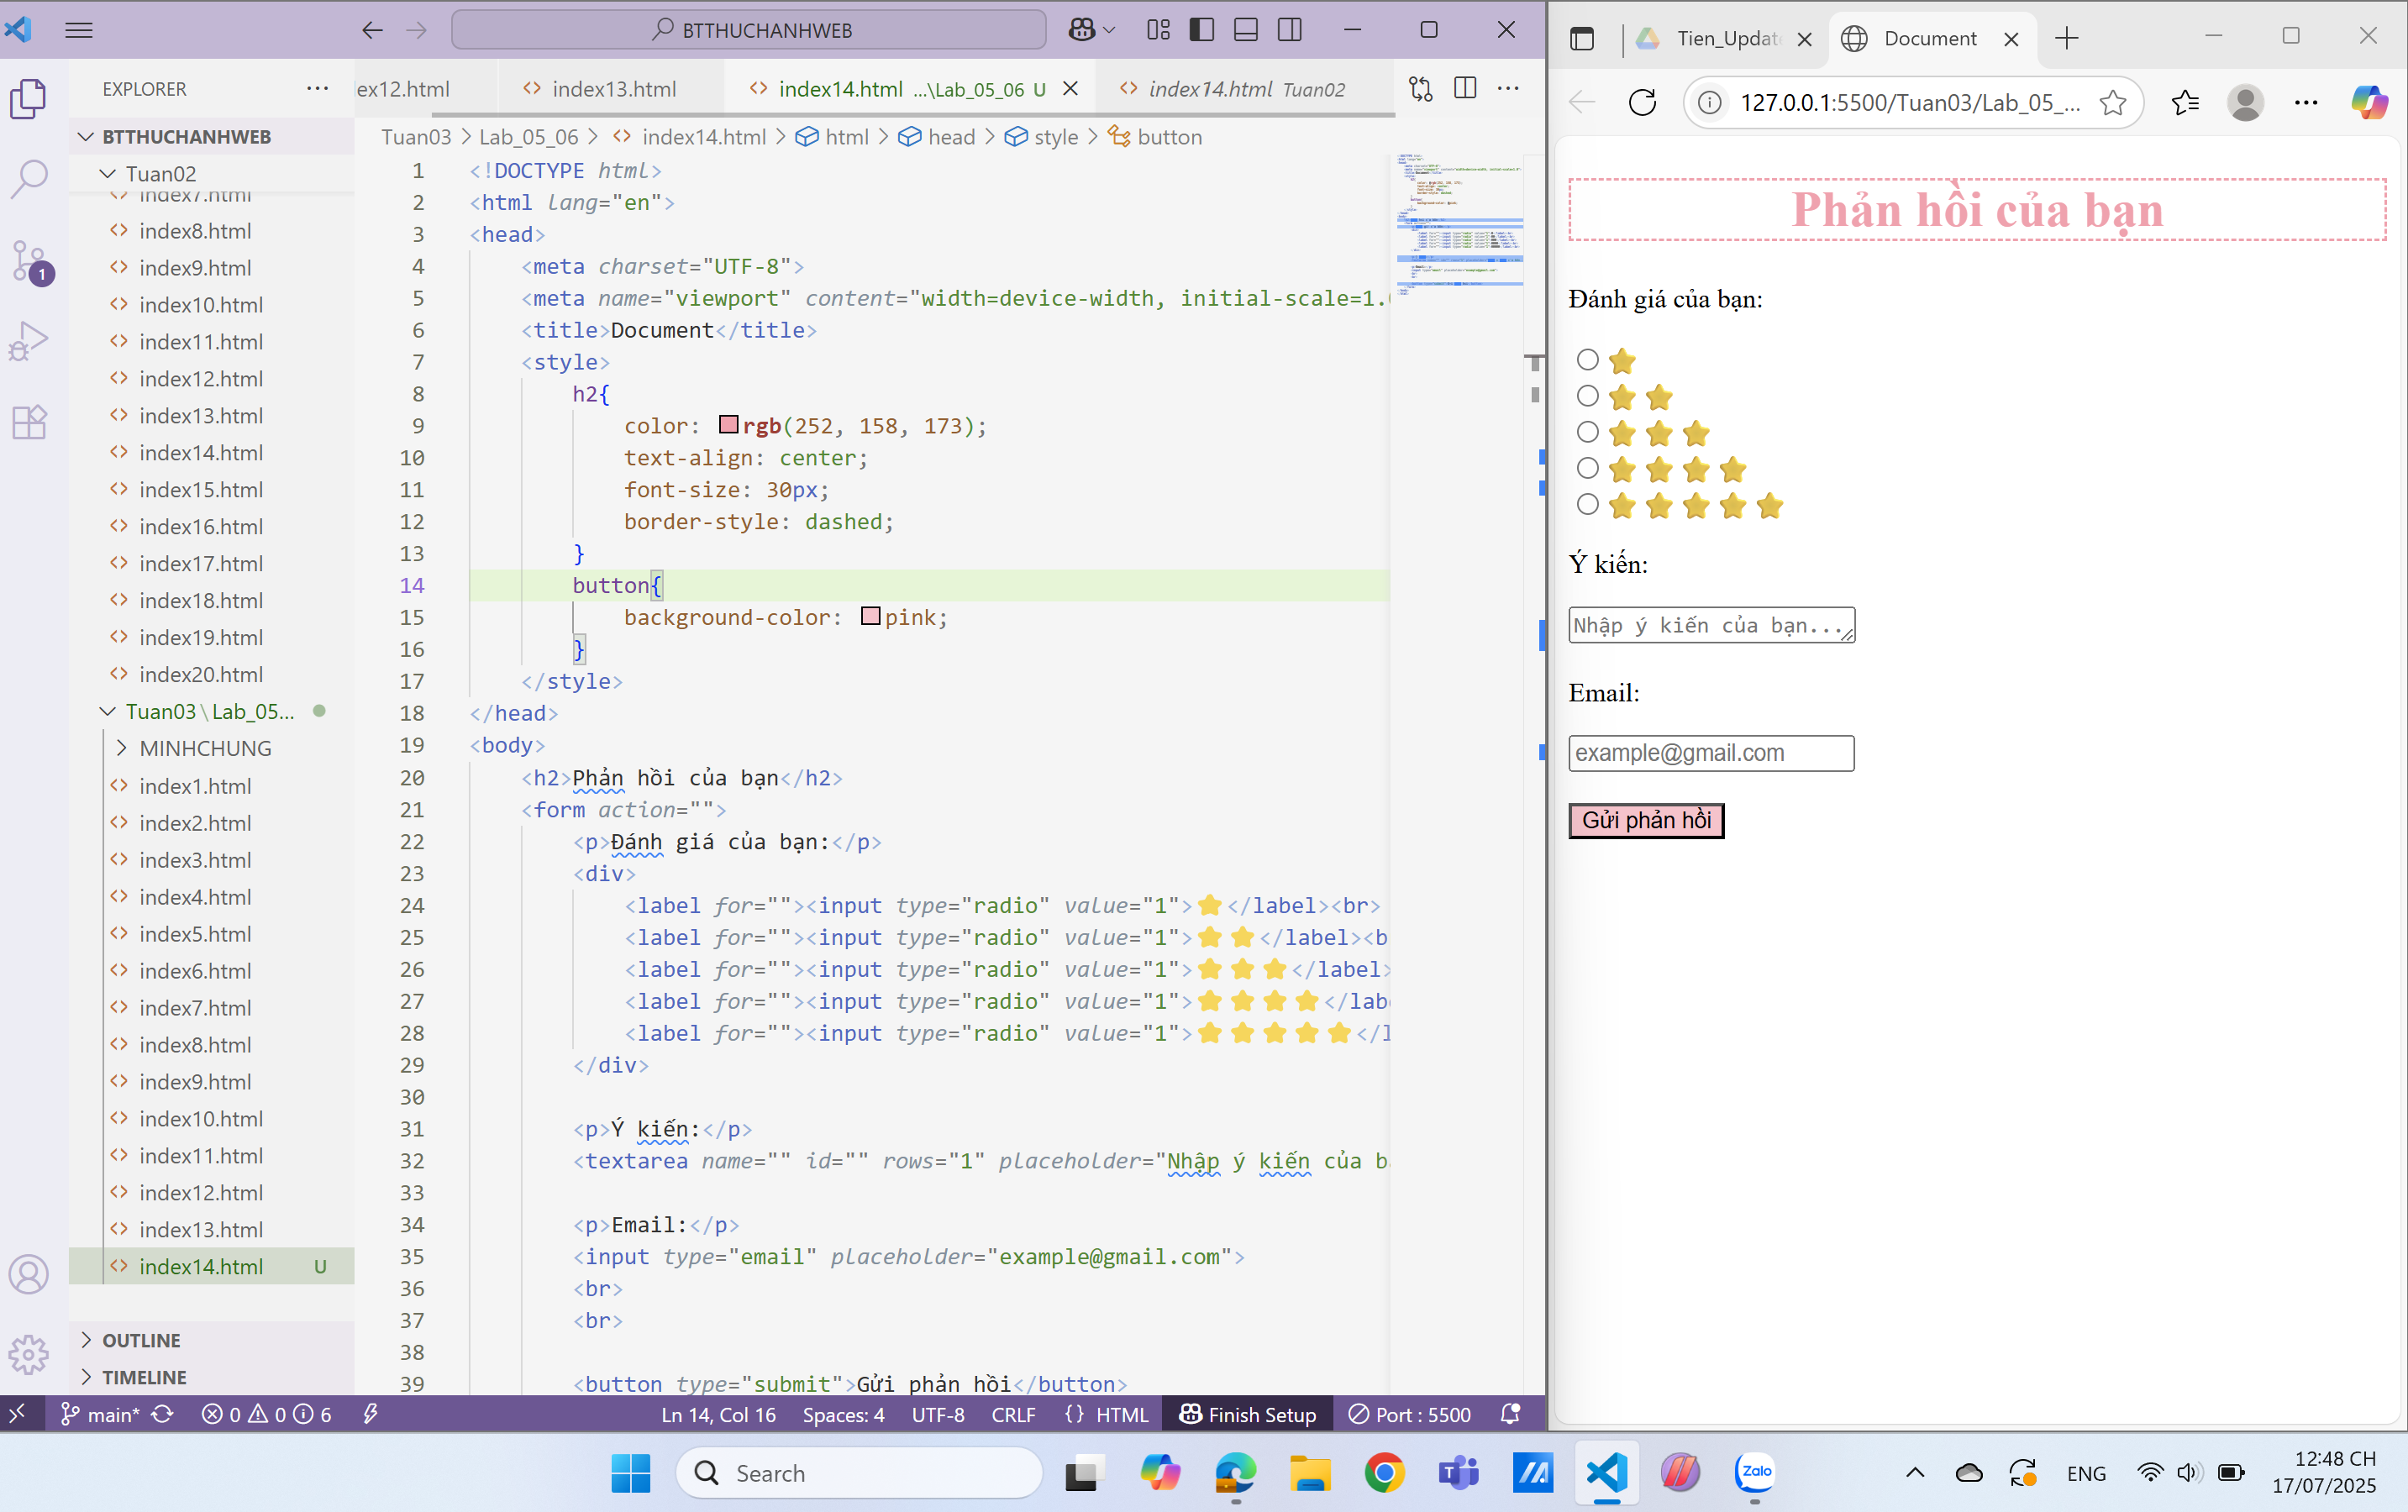 BTTHUCHANHWEB
EXPLORER
BTTHUCHANHWEB
Tuan02
index7.html
index8.html
index9.html
index10.html
index11.html
index12.html
index13.html
index14.html
index15.html
index16.html
index17.html
index18.html
index19.html
index20.html
Tuan03\Lab_05...
MINHCHUNG
index1.html
index2.html
index3.html
index4.html
index5.html
index6.html
index7.html
index8.html
index9.html
index10.html
index11.html
index12.html
index13.html
index14.html U
OUTLINE
TIMELINE
1
ex12.html
index13.html
index14.html ...\Lab_05_06 U
index14.html Tuan02
Tuan03 > Lab_05_06 > index14.html > html > head > style > button
1 <!DOCTYPE html>
2 <html lang="en">
3 <head>
4 <meta charset="UTF-8">
5 <meta name="viewport" content="width=device-width, initial-scale=1.
6 <title>Document</title>
7 <style>
8 h2{
9 color: rgb(252, 158, 173);
10 text-align: center;
11 font-size: 30px;
12 border-style: dashed;
13 }
14 button{
15 background-color: pink;
16 }
17 </style>
18 </head>
19 <body>
20 <h2>Phản hồi của bạn</h2>
21 <form action="">
22 <p>Đánh giá của bạn:</p>
23 <div>
24 <label for=""><input type="radio" value="1">⭐</label><br>
25 <label for=""><input type="radio" value="1">⭐⭐</label><b
26 <label for=""><input type="radio" value="1">⭐⭐⭐</label>
27 <label for=""><input type="radio" value="1">⭐⭐⭐⭐</lab
28 <label for=""><input type="radio" value="1">⭐⭐⭐⭐⭐</l
29 </div>
30
31 <p>Ý kiến:</p>
32 <textarea name="" id="" rows="1" placeholder="Nhập ý kiến của b
33
34 <p>Email:</p>
35 <input type="email" placeholder="example@gmail.com">
36 <br>
37 <br>
38
39 <button type="submit">Gửi phản hồi</button>
main* 0 0 6
Ln 14, Col 16 Spaces: 4 UTF-8 CRLF {} HTML Finish Setup Port : 5500
Tien_Updat
Document
127.0.0.1:5500/Tuan03/Lab_05_...
Phản hồi của bạn
Đánh giá của bạn:
⭐
⭐⭐
⭐⭐⭐
⭐⭐⭐⭐
⭐⭐⭐⭐⭐
Ý kiến:
Nhập ý kiến của bạn...
Email:
example@gmail.com
Gửi phản hồi
Search
Zalo
ENG
12:48 CH
17/07/2025